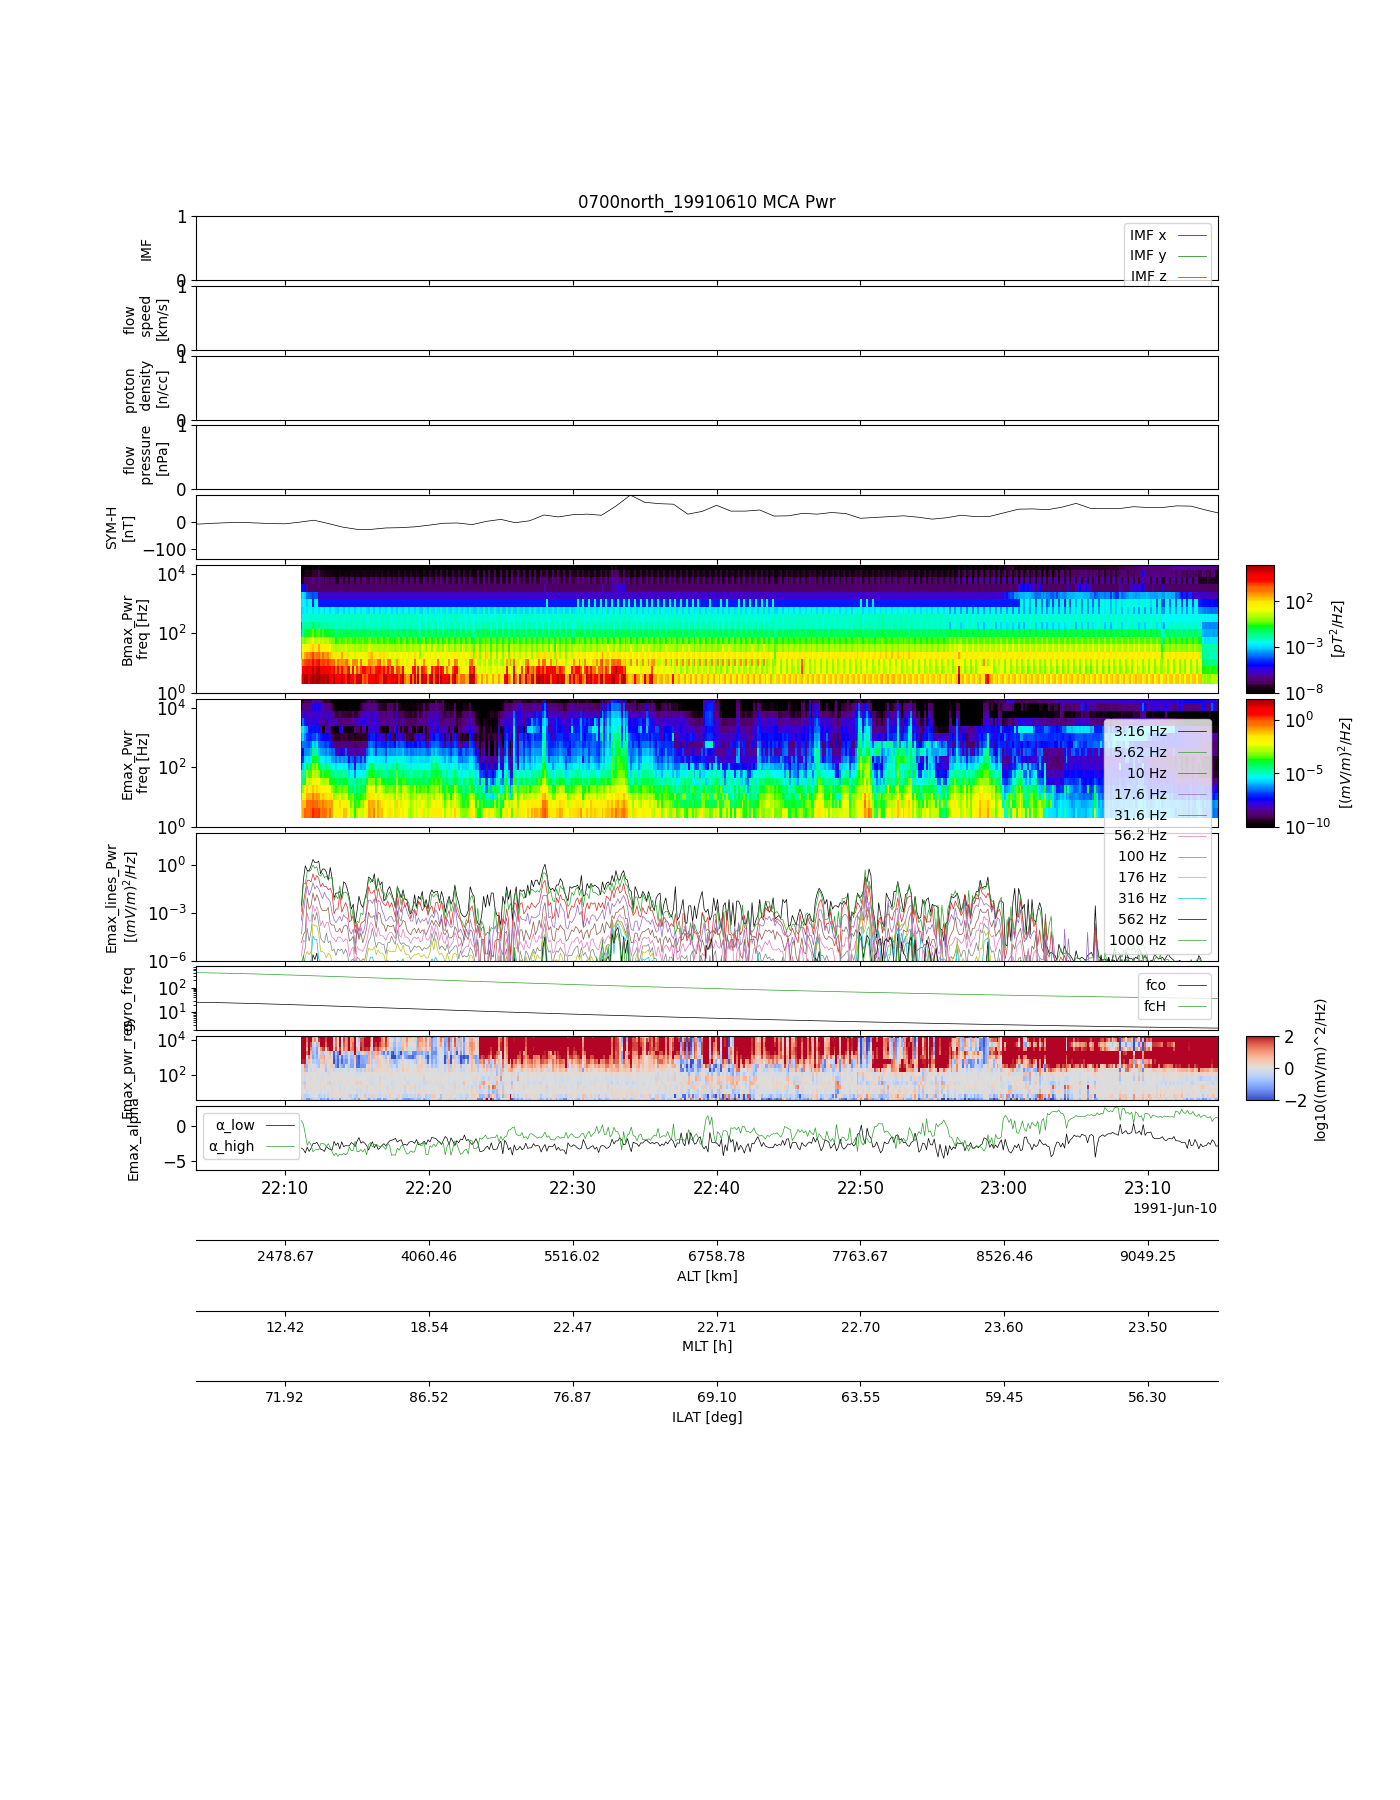 0700north_19910610 MCA Pwr
IMF
1
0
IMF x
IMF y
IMF z
flow
speed
[km/s]
1
0
proton
density
[n/cc]
1
0
flow
pressure
[nPa]
1
0
SYM-H
[nT]
0
−100
Bmax_Pwr
freq [Hz]
10^4
10^2
10^0
10^2
10^−3
10^−8
[pT^2/Hz]
Emax_Pwr
freq [Hz]
10^4
10^2
10^0
10^0
10^−5
10^−10
[(mV/m)^2/Hz]
3.16 Hz
5.62 Hz
10 Hz
17.6 Hz
31.6 Hz
56.2 Hz
100 Hz
176 Hz
316 Hz
562 Hz
1000 Hz
Emax_lines_Pwr
[(mV/m)^2/Hz]
10^0
10^−3
10^−6
gyro_freq
10^2
10^1
fco
fcH
10^4
10^2
2
0
−2
log10((mV/m)^2/Hz)
Emax_alpha
0
−5
α_low
α_high
22:10 22:20 22:30 22:40 22:50 23:00 23:10
1991-Jun-10
2478.67 4060.46 5516.02 6758.78 7763.67 8526.46 9049.25
ALT [km]
12.42 18.54 22.47 22.71 22.70 23.60 23.50
MLT [h]
71.92 86.52 76.87 69.10 63.55 59.45 56.30
ILAT [deg]